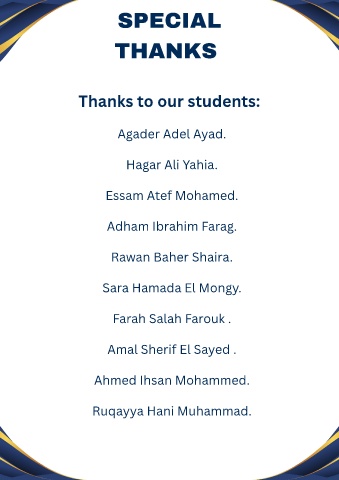 SPECIAL
THANKS
Thanks to our students:
Agader Adel Ayad.
Hagar Ali Yahia.
Essam Atef Mohamed.
Adham Ibrahim Farag.
Rawan Baher Shaira.
Sara Hamada El Mongy.
Farah Salah Farouk .
Amal Sherif El Sayed .
Ahmed Ihsan Mohammed.
Ruqayya Hani Muhammad.